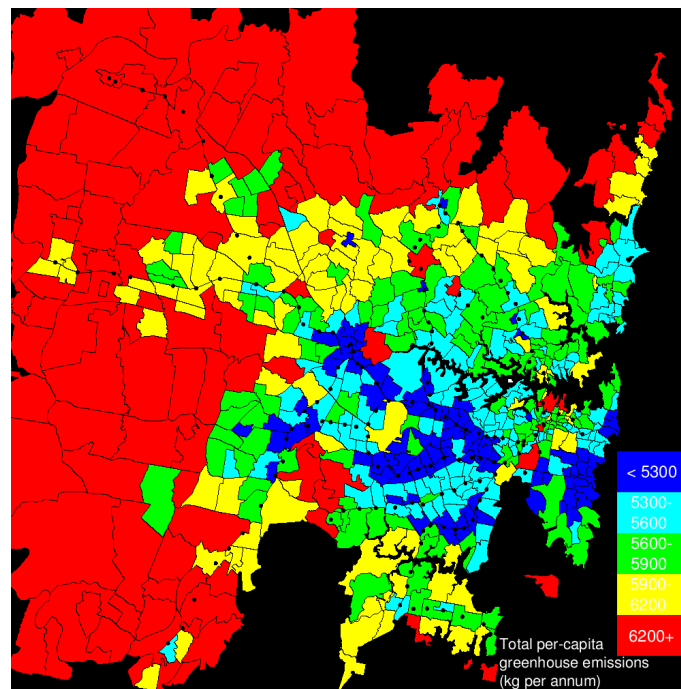 < 5300
5300-
5600
5600-
5900
5900-
6200
6200+
Total per-capita
greenhouse emissions
(kg per annum)